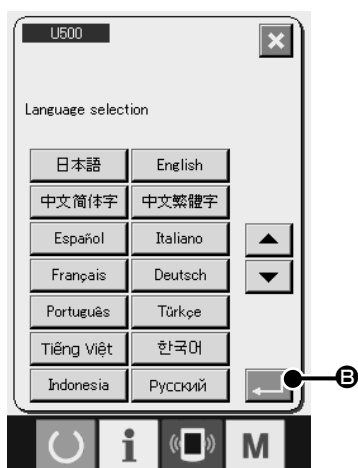 U500
Language selection
日本語 English
中文简体字 中文繁體字
Español Italiano
Français Deutsch
Português Türkçe
Tiếng Việt 한국어
Indonesia Русский
B
i M